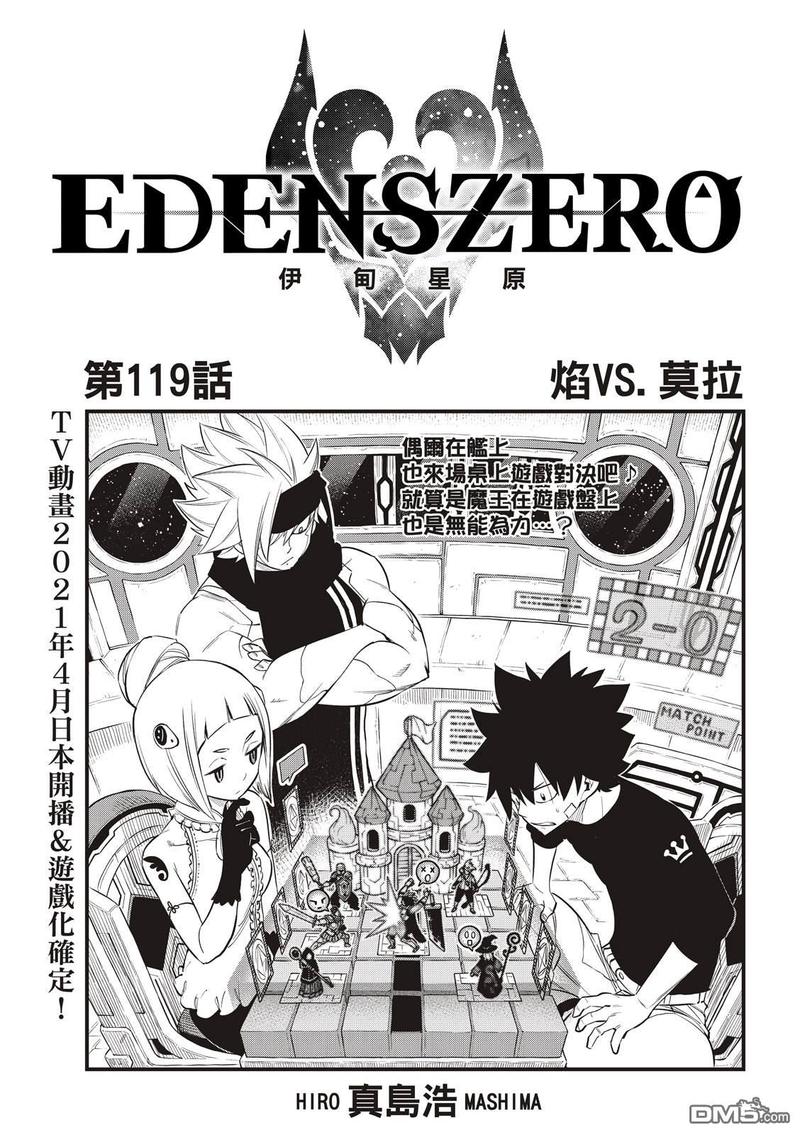 EDENSZERO
伊甸星原
第119話
焰VS.莫拉
TV動畫2021年4月日本開播&遊戲化確定!
偶爾在艦上
也來場桌上遊戲對決吧♪
就算是魔王在遊戲盤上
也是無能為力…?
2-0
MATCH
POINT
HIRO 真島浩 MASHIMA
DM5.com